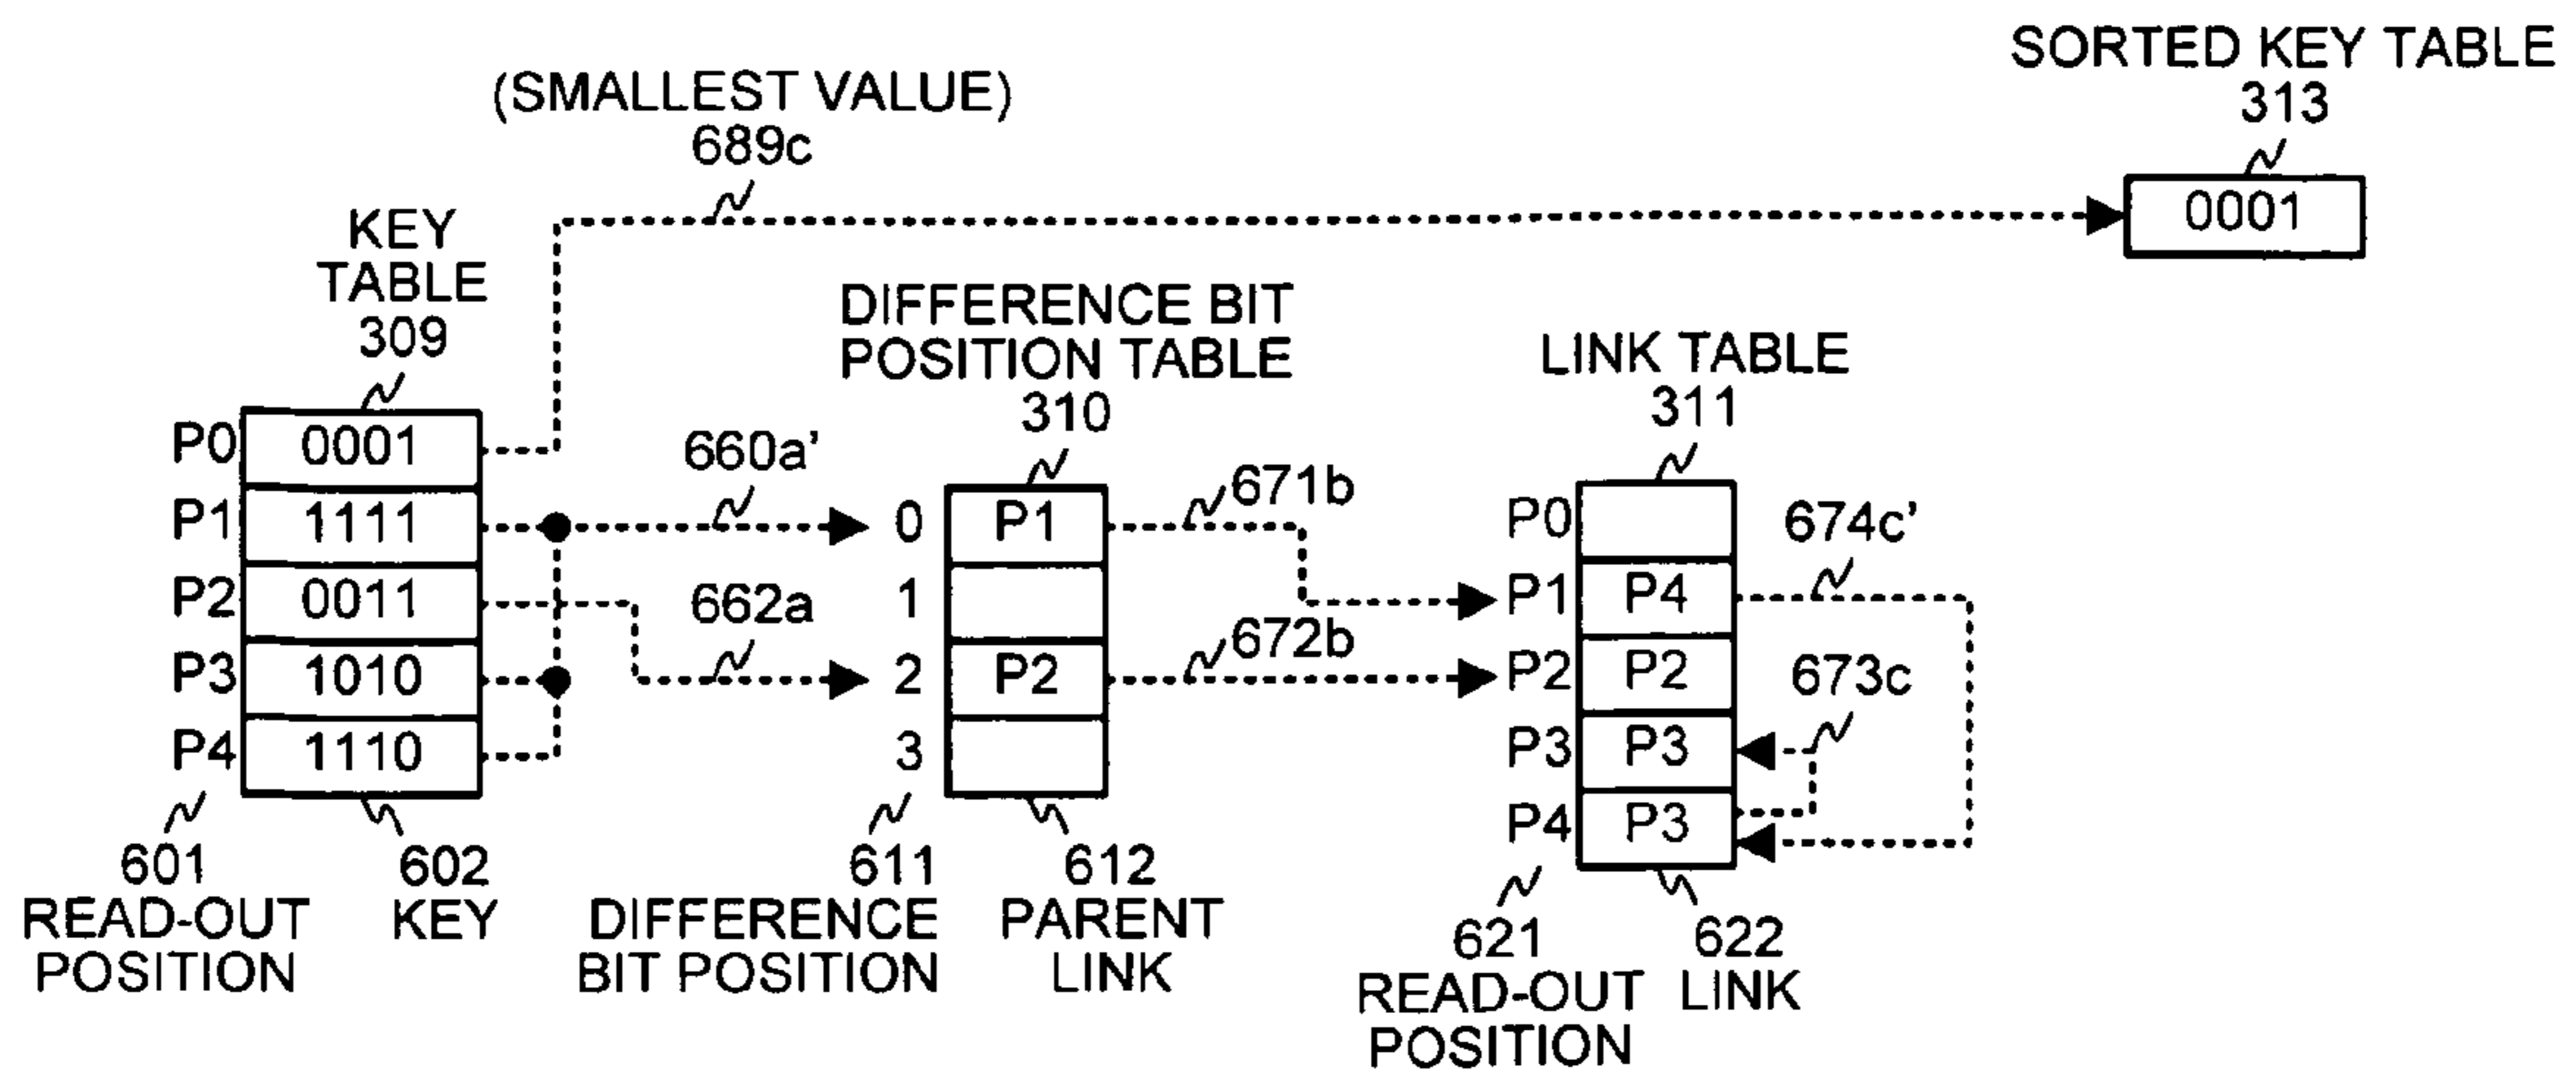 SORTED KEY TABLE
313
0001
(SMALLEST VALUE)
689c
KEY
TABLE
309
P0 0001
P1 1111
P2 0011
P3 1010
P4 1110
601
READ-OUT
POSITION
602
KEY
660a’
662a
DIFFERENCE BIT
POSITION TABLE
310
0 P1
1
2 P2
3
611
DIFFERENCE
BIT POSITION
612
PARENT
LINK
671b
672b
LINK TABLE
311
P0
P1 P4
P2 P2
P3 P3
P4 P3
674c’
673c
621
READ-OUT
POSITION
622
LINK